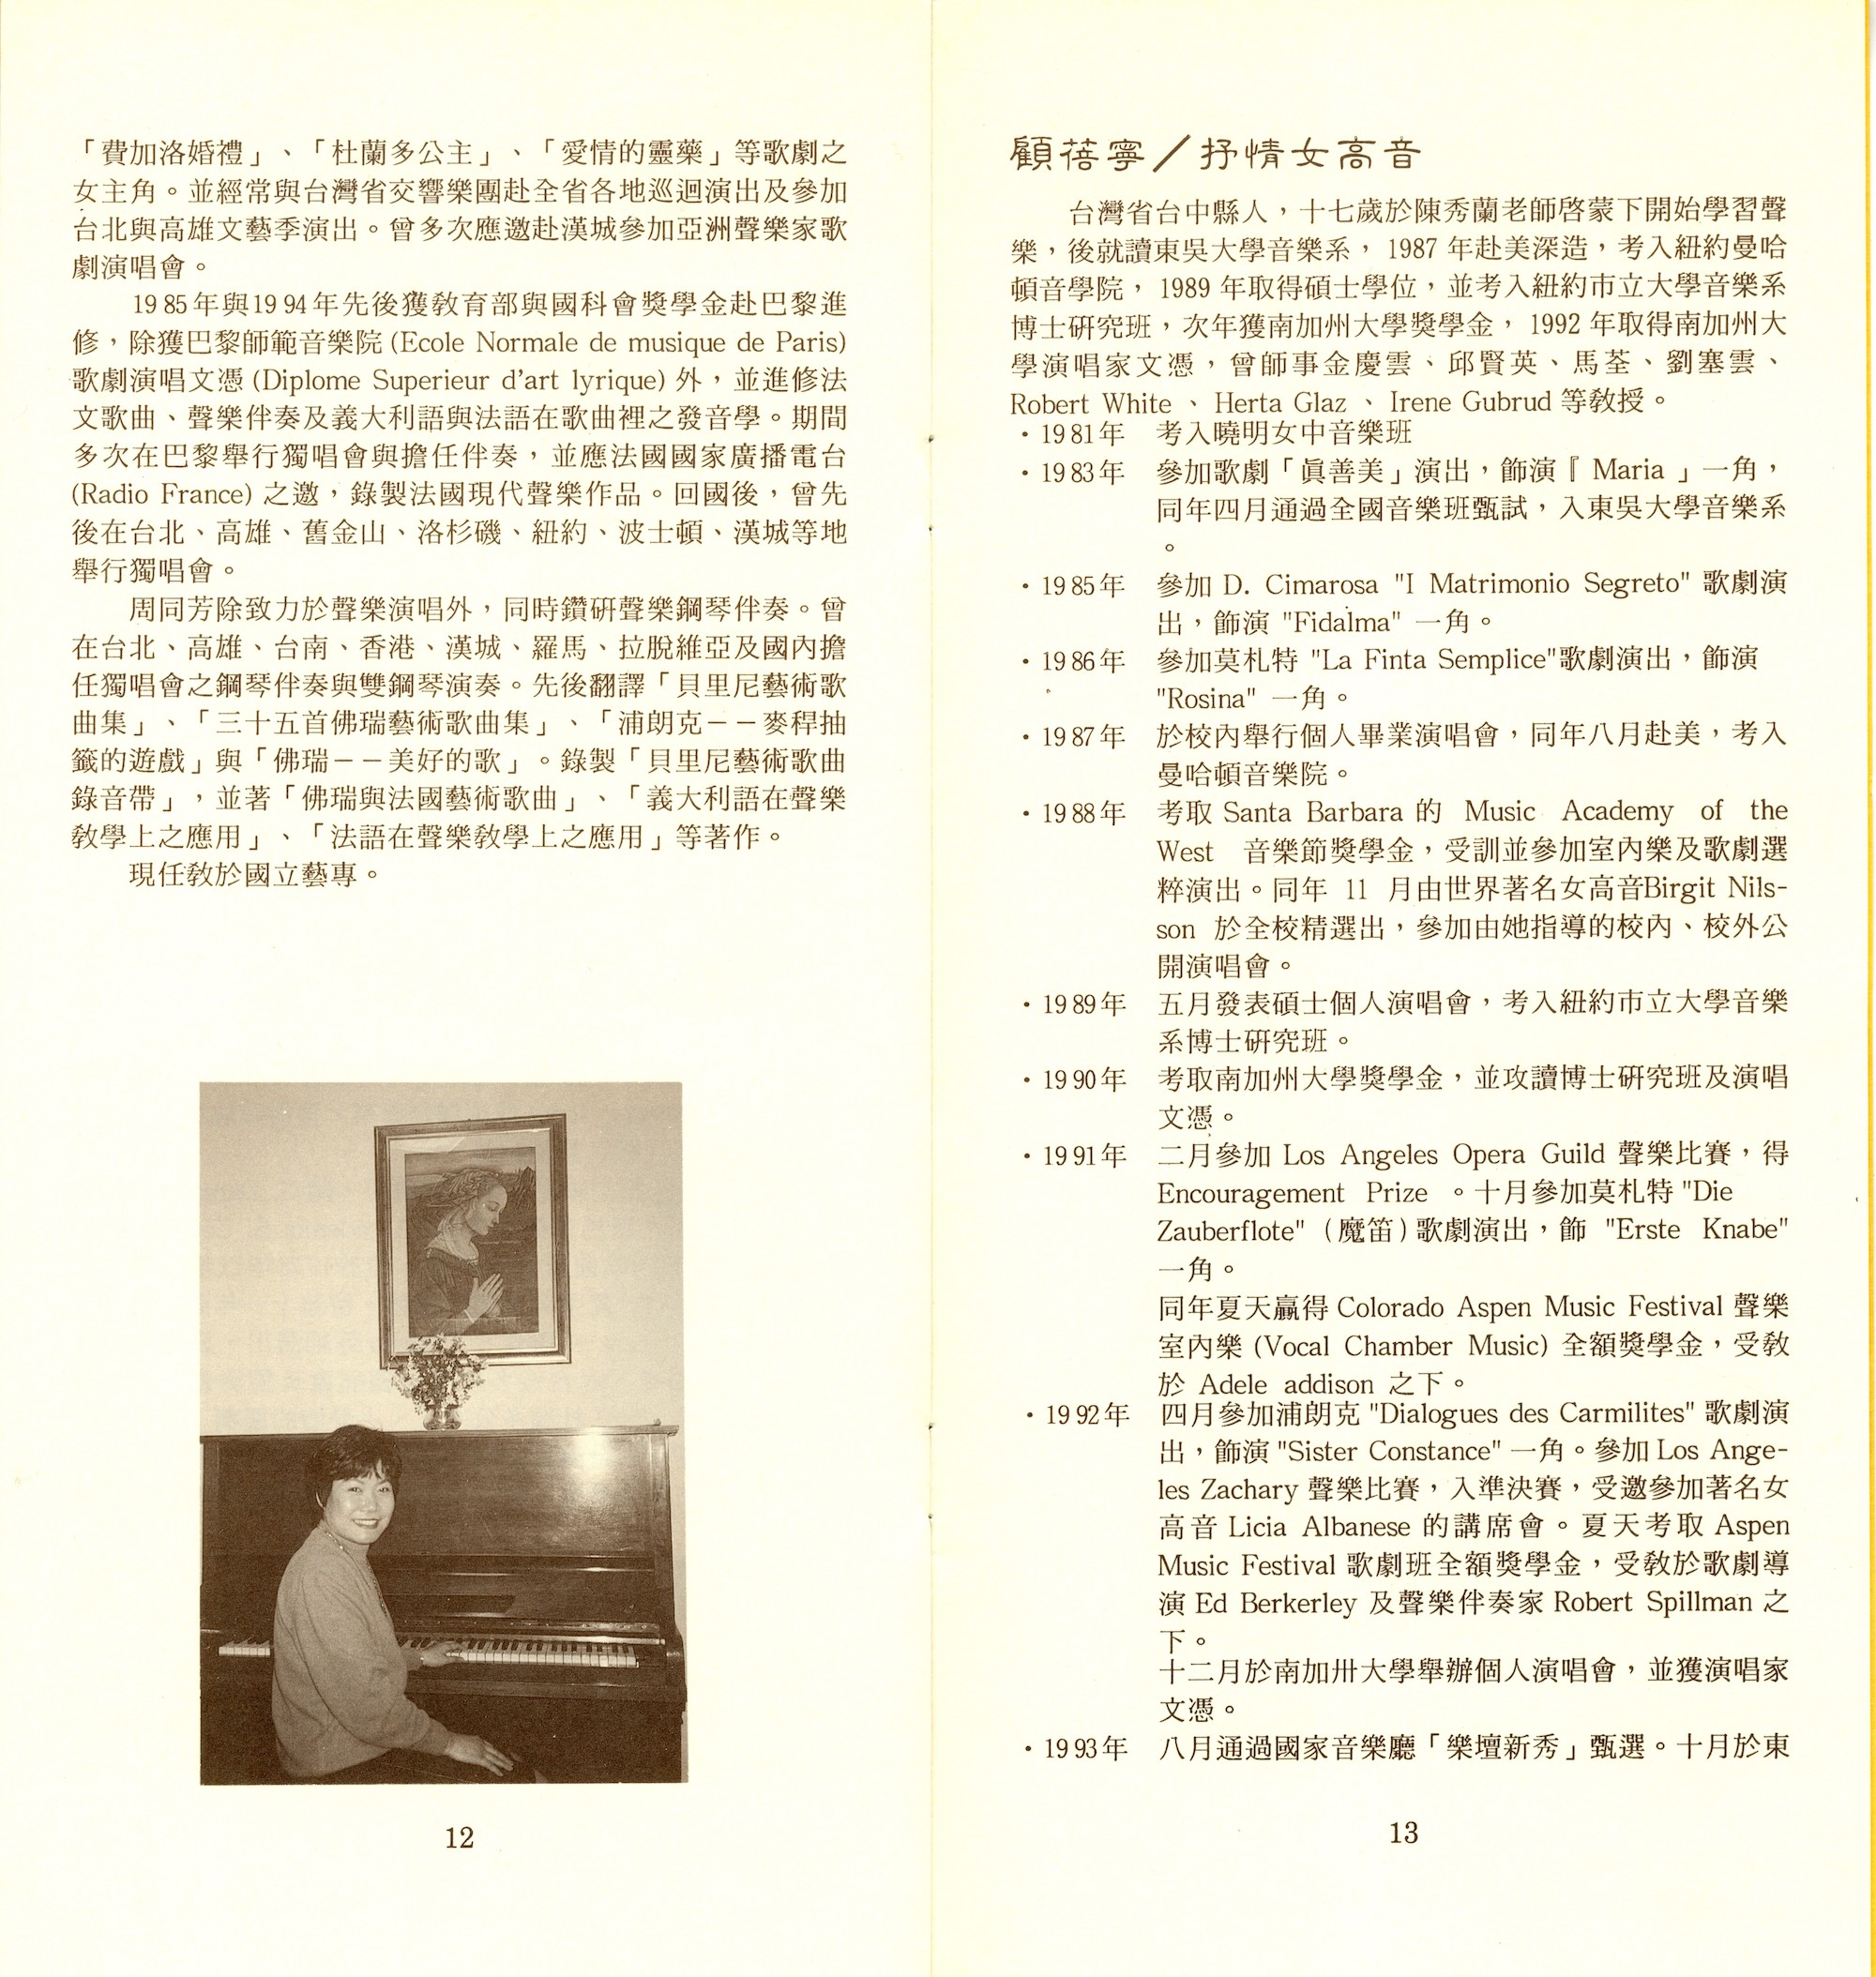 「費加洛婚禮」、「杜蘭多公主」、「愛情的靈藥」等歌劇之
女主角。並經常與台灣省交響樂團赴全省各地巡迴演出及參加
台北與高雄文藝季演出。曾多次應邀赴漢城參加亞洲聲樂家歌
劇演唱會。
1985年與1994年先後獲敎育部與國科會獎學金赴巴黎進
修，除獲巴黎師範音樂院(Ecole Normale de musique de Paris)
歌劇演唱文憑(Diplome Superieur d'art lyrique)外，並進修法
文歌曲、聲樂伴奏及義大利語與法語在歌曲裡之發音學。期間
多次在巴黎舉行獨唱會與擔任伴奏，並應法國國家廣播電台
(Radio France)之邀，錄製法國現代聲樂作品。回國後，曾先
後在台北、高雄、舊金山、洛杉磯、紐約、波士頓、漢城等地
舉行獨唱會。
周同芳除致力於聲樂演唱外，同時鑽硏聲樂鋼琴伴奏。曾
在台北、高雄、台南、香港、漢城、羅馬、拉脫維亞及國內擔
任獨唱會之鋼琴伴奏與雙鋼琴演奏。先後翻譯「貝里尼藝術歌
曲集」、「三十五首佛瑞藝術歌曲集」、「浦朗克－－麥稈抽
籤的遊戲」與「佛瑞－－美好的歌」。錄製「貝里尼藝術歌曲
錄音帶」，並著「佛瑞與法國藝術歌曲」、「義大利語在聲樂
敎學上之應用」、「法語在聲樂敎學上之應用」等著作。
現任敎於國立藝專。
12
顧蓓寧／抒情女高音
台灣省台中縣人，十七歲於陳秀蘭老師啓蒙下開始學習聲
樂，後就讀東吳大學音樂系，1987年赴美深造，考入紐約曼哈
頓音學院，1989年取得碩士學位，並考入紐約市立大學音樂系
博士硏究班，次年獲南加州大學獎學金，1992年取得南加州大
學演唱家文憑，曾師事金慶雲、邱賢英、馬荃、劉塞雲、
Robert White、Herta Glaz、Irene Gubrud等敎授。
・1981年 考入曉明女中音樂班
・1983年 參加歌劇「眞善美」演出，飾演『Maria」一角，
同年四月通過全國音樂班甄試，入東吳大學音樂系
。
・1985年 參加 D. Cimarosa "I Matrimonio Segreto" 歌劇演
出，飾演 "Fidalma" 一角。
・1986年 參加莫札特 "La Finta Semplice"歌劇演出，飾演
"Rosina" 一角。
・1987年 於校內舉行個人畢業演唱會，同年八月赴美，考入
曼哈頓音樂院。
・1988年 考取 Santa Barbara 的 Music Academy of the
West 音樂節獎學金，受訓並參加室內樂及歌劇選
粹演出。同年 11 月由世界著名女高音Birgit Nils-
son 於全校精選出，參加由她指導的校內、校外公
開演唱會。
・1989年 五月發表碩士個人演唱會，考入紐約市立大學音樂
系博士硏究班。
・1990年 考取南加州大學獎學金，並攻讀博士硏究班及演唱
文憑。
・1991年 二月參加 Los Angeles Opera Guild 聲樂比賽，得
Encouragement Prize 。十月參加莫札特 "Die
Zauberflote"（魔笛）歌劇演出，飾 "Erste Knabe"
一角。
同年夏天贏得 Colorado Aspen Music Festival 聲樂
室內樂 (Vocal Chamber Music) 全額獎學金，受敎
於 Adele addison 之下。
・1992年 四月參加浦朗克 "Dialogues des Carmilites" 歌劇演
出，飾演 "Sister Constance" 一角。參加 Los Ange-
les Zachary 聲樂比賽，入準決賽，受邀參加著名女
高音 Licia Albanese 的講席會。夏天考取 Aspen
Music Festival 歌劇班全額獎學金，受敎於歌劇導
演 Ed Berkerley 及聲樂伴奏家 Robert Spillman 之
下。
十二月於南加卅大學舉辦個人演唱會，並獲演唱家
文憑。
・1993年 八月通過國家音樂廳「樂壇新秀」甄選。十月於東
13